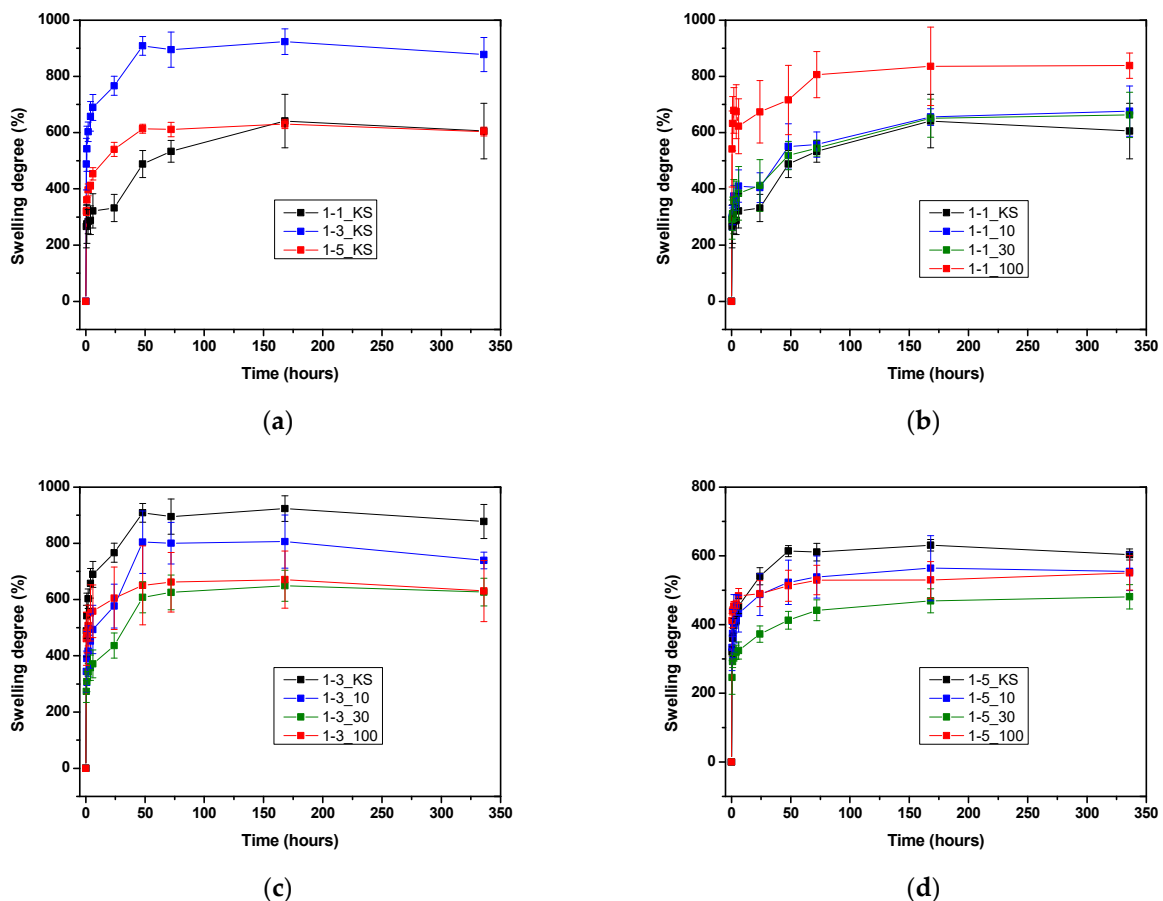 1000
800
600
400
200
0
Swelling degree (%)
1-1_KS
1-3_KS
1-5_KS
0 50 100 150 200 250 300 350
Time (hours)
(a)
1000
800
600
400
200
0
Swelling degree (%)
1-1_KS
1-1_10
1-1_30
1-1_100
0 50 100 150 200 250 300 350
Time (hours)
(b)
1000
800
600
400
200
0
Swelling degree (%)
1-3_KS
1-3_10
1-3_30
1-3_100
0 50 100 150 200 250 300 350
Time (hours)
(c)
800
600
400
200
0
Swelling degree (%)
1-5_KS
1-5_10
1-5_30
1-5_100
0 50 100 150 200 250 300 350
Time (hours)
(d)